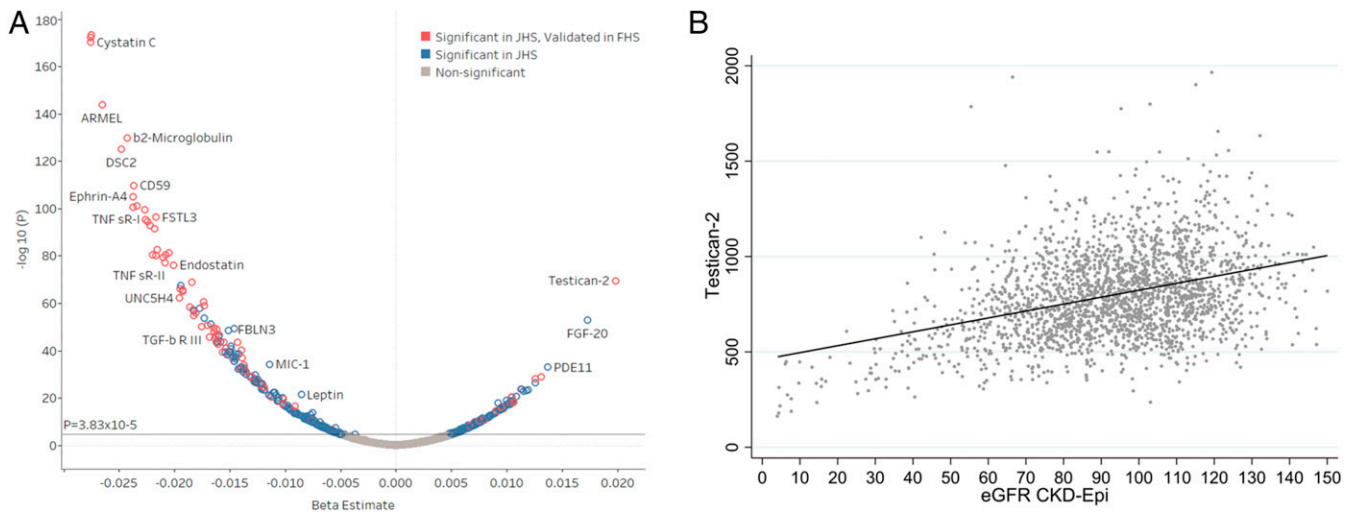 A
180
160
140
120
100
80
60
40
20
0
-log10 (P)
Cystatin C
ARMEL
b2-Microglobulin
DSC2
CD59
Ephrin-A4
TNF sR-I
FSTL3
Endostatin
TNF sR-II
UNC5H4
FBLN3
TGF-b R III
MIC-1
Leptin
Testican-2
FGF-20
PDE11
Significant in JHS, Validated in FHS
Significant in JHS
Non-significant
P=3.83x10-5
-0.025 -0.020 -0.015 -0.010 -0.005 0.000 0.005 0.010 0.015 0.020
Beta Estimate
B
2000
1500
1000
500
0
Testican-2
0 10 20 30 40 50 60 70 80 90 100 110 120 130 140 150
eGFR CKD-Epi